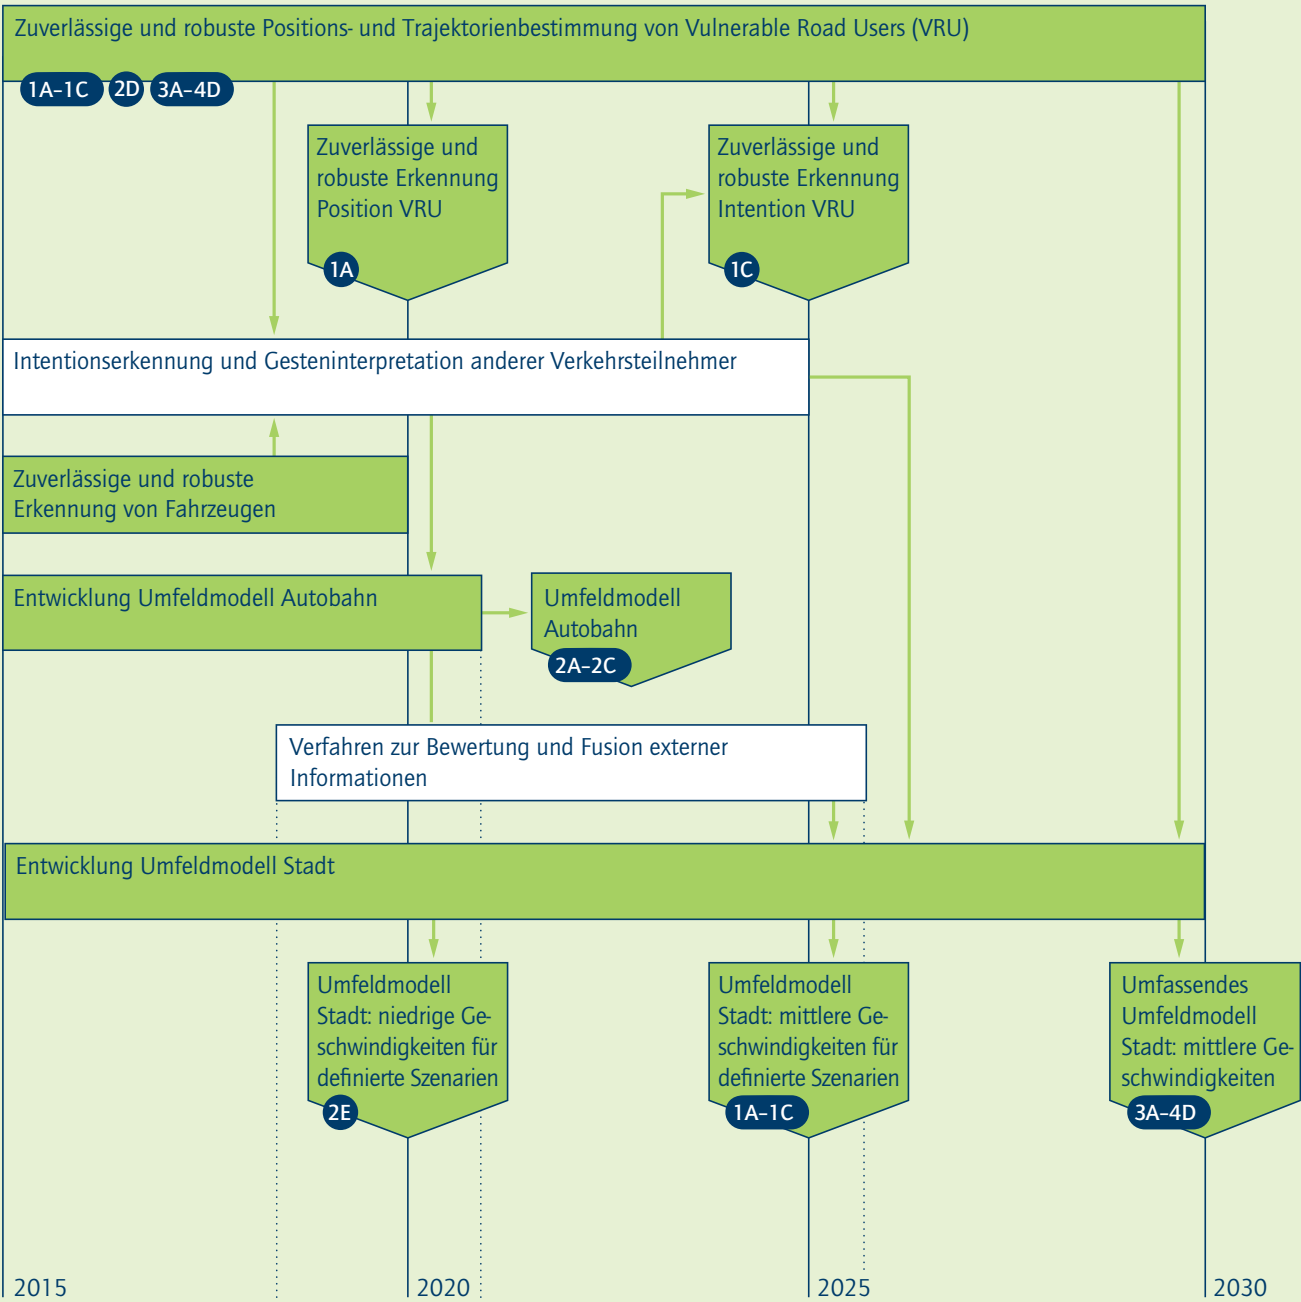 Zuverlässige und robuste Positions- und Trajektorienbestimmung von Vulnerable Road Users (VRU)
1A–1C 2D 3A–4D
Zuverlässige und
robuste Erkennung
Position VRU
1A
Zuverlässige und
robuste Erkennung
Intention VRU
1C
Intentionserkennung und Gesteninterpretation anderer Verkehrsteilnehmer
Zuverlässige und robuste
Erkennung von Fahrzeugen
Entwicklung Umfeldmodell Autobahn
Umfeldmodell
Autobahn
2A–2C
Verfahren zur Bewertung und Fusion externer
Informationen
Entwicklung Umfeldmodell Stadt
Umfeldmodell
Stadt: niedrige Ge-
schwindigkeiten für
definierte Szenarien
2E
Umfeldmodell
Stadt: mittlere Ge-
schwindigkeiten für
definierte Szenarien
1A–1C
Umfassendes
Umfeldmodell
Stadt: mittlere Ge-
schwindigkeiten
3A–4D
2015 2020 2025 2030